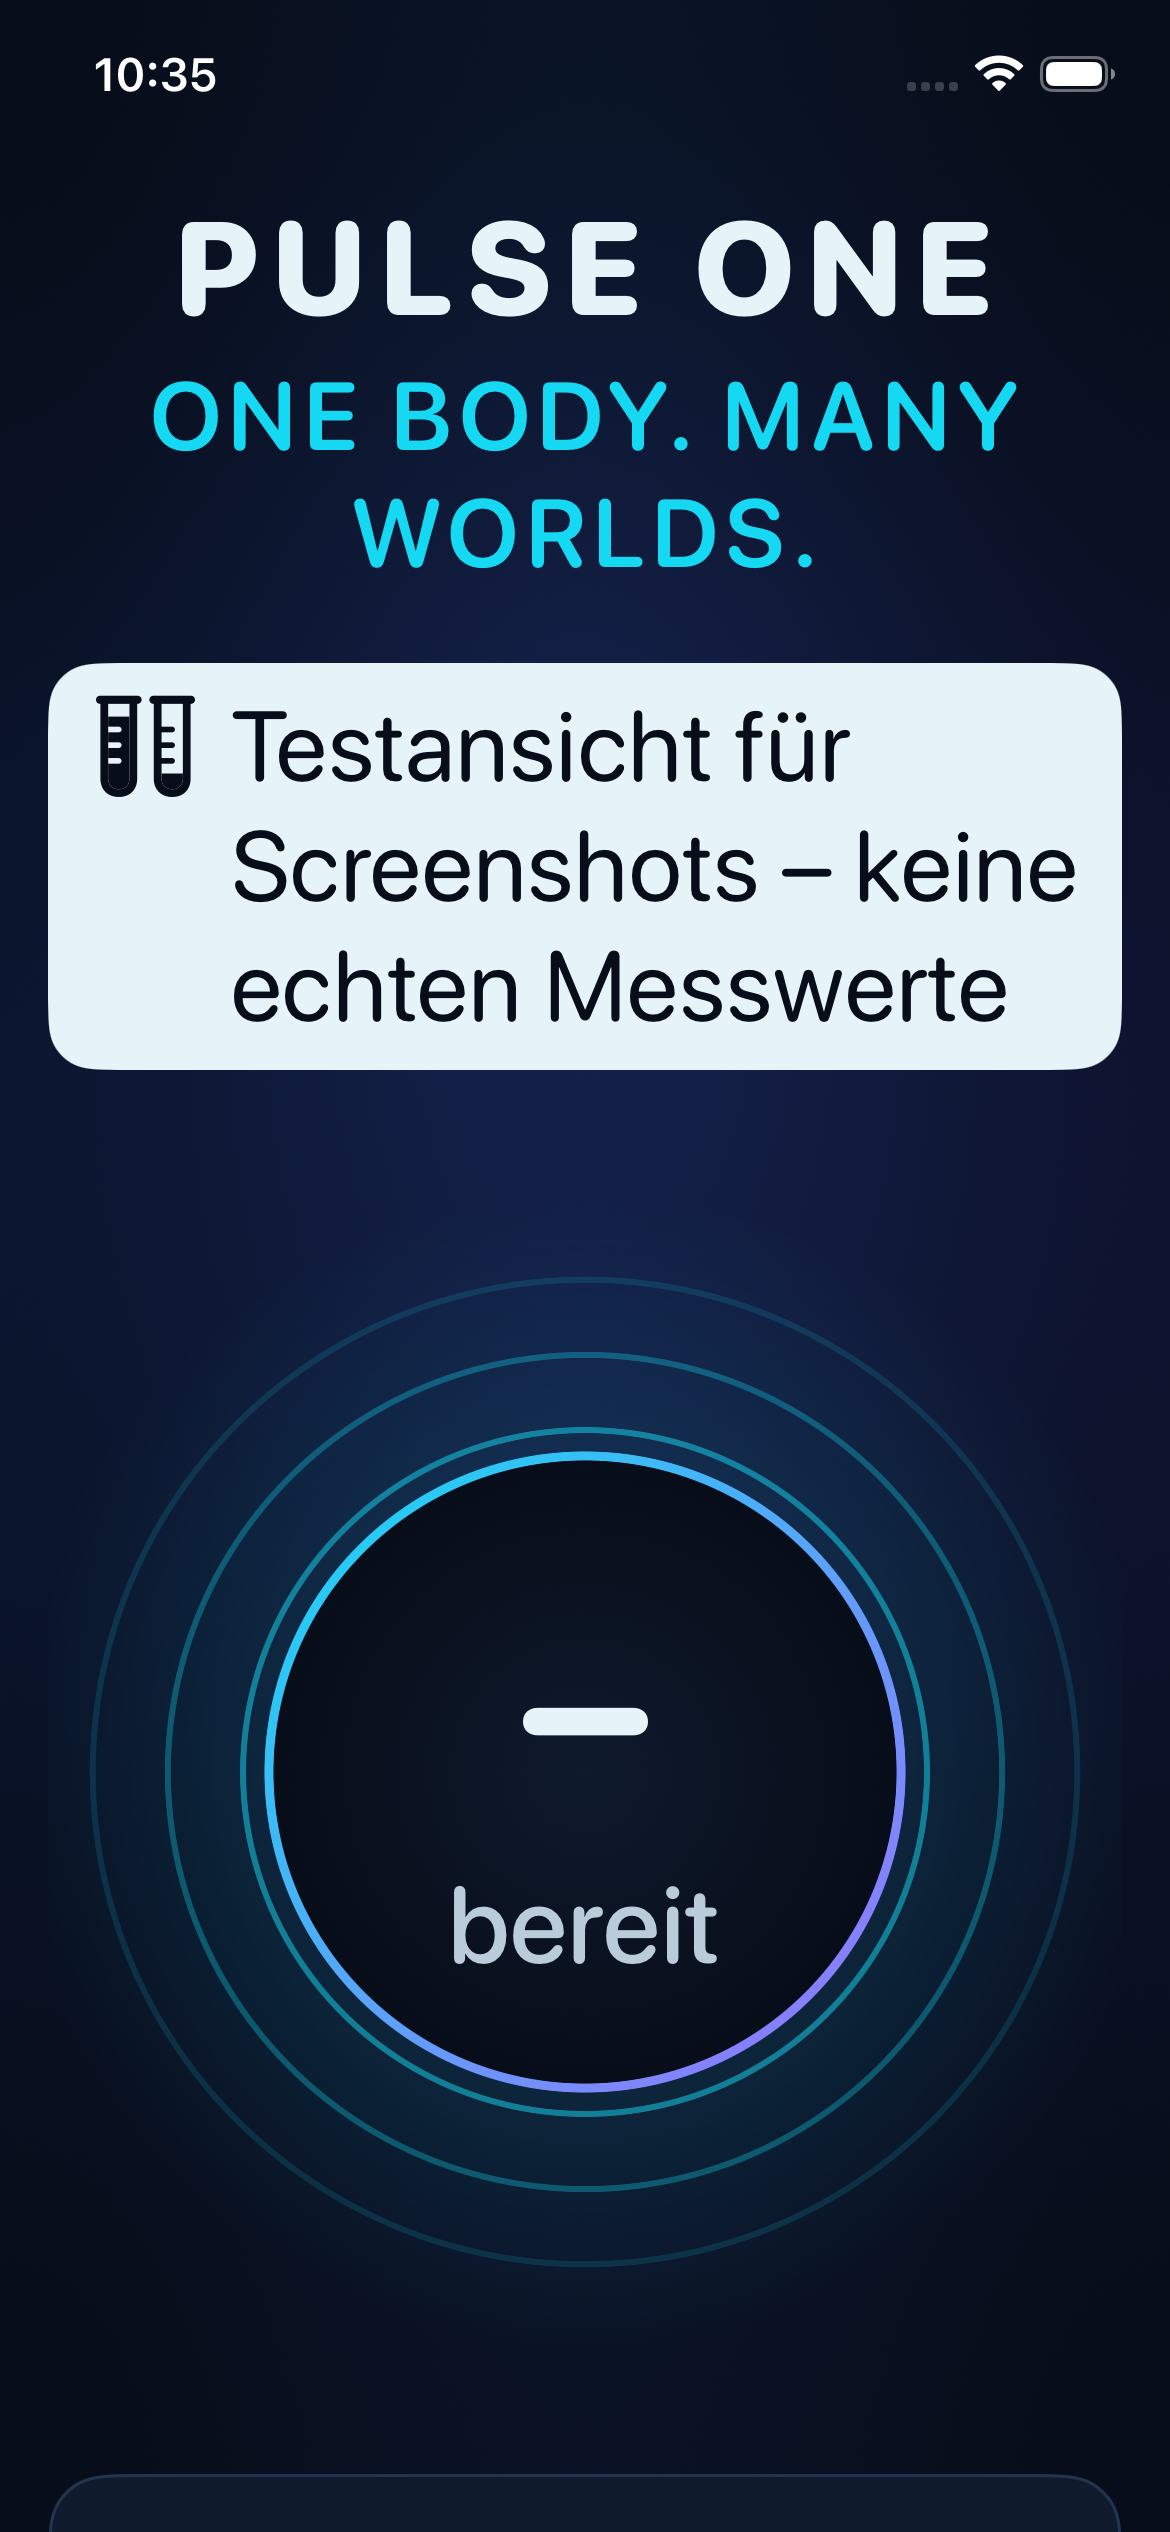 10:35
PULSE ONE
ONE BODY. MANY
WORLDS.
Testansicht für
Screenshots – keine
echten Messwerte
–
bereit